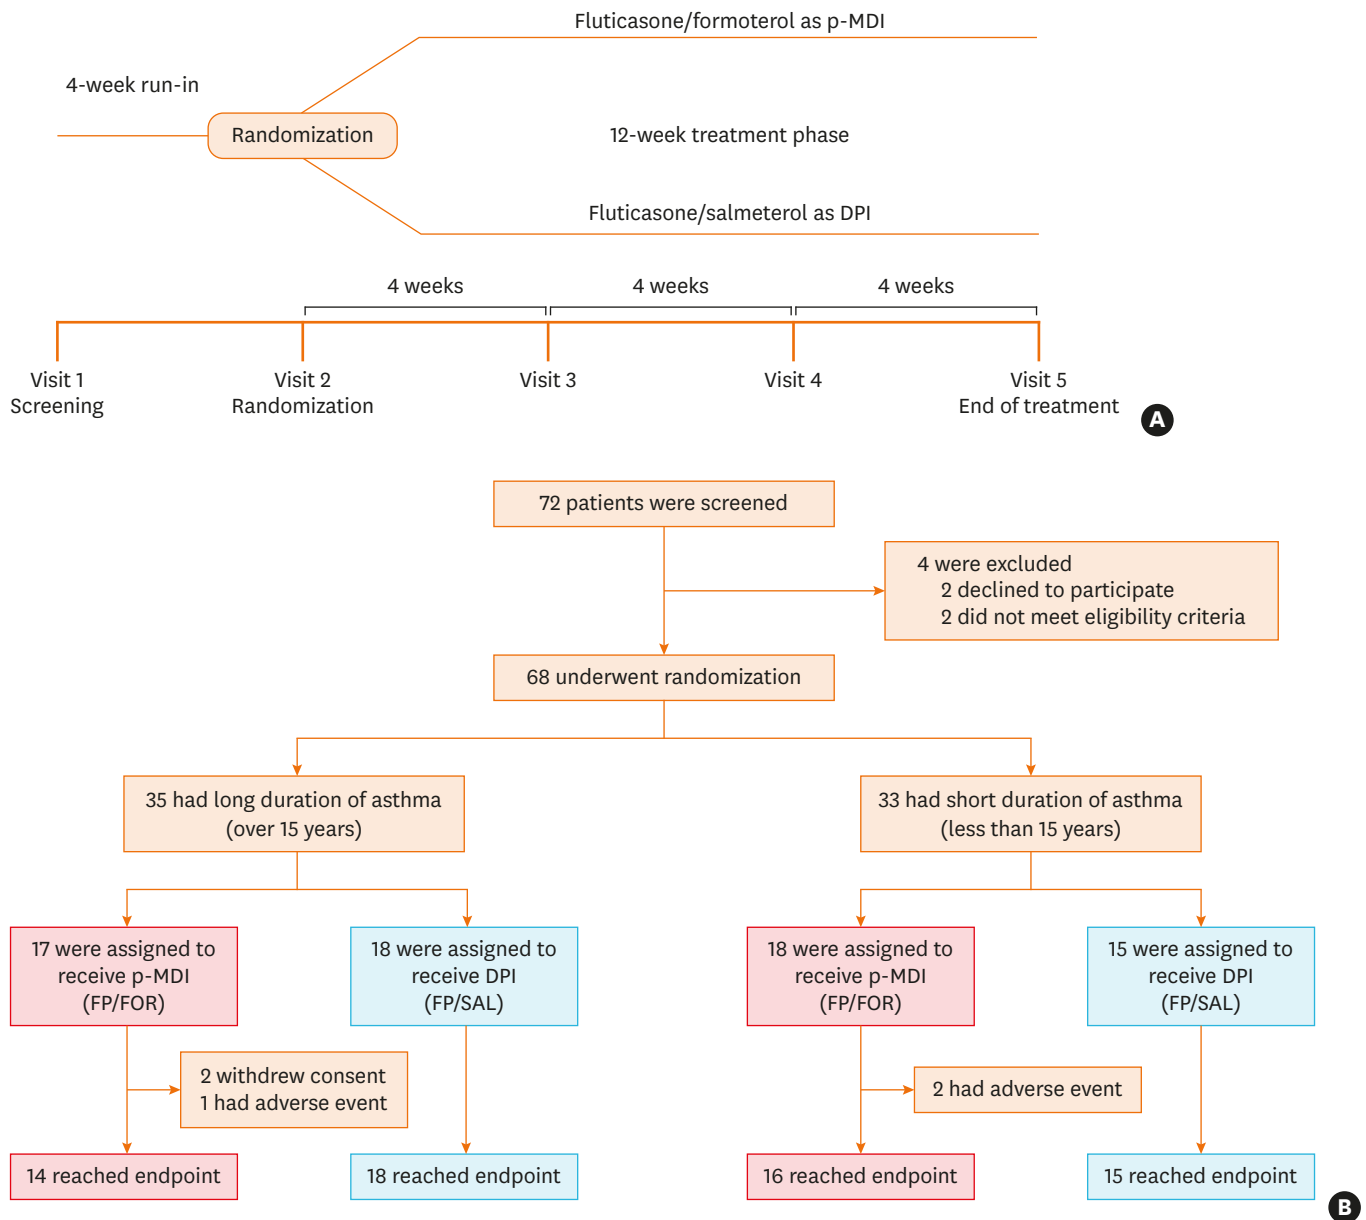 Fluticasone/formoterol as p-MDI
4-week run-in
Randomization
12-week treatment phase
Fluticasone/salmeterol as DPI
4 weeks
4 weeks
4 weeks
Visit 1
Screening
Visit 2
Randomization
Visit 3
Visit 4
Visit 5
End of treatment
A
72 patients were screened
4 were excluded
2 declined to participate
2 did not meet eligibility criteria
68 underwent randomization
35 had long duration of asthma
(over 15 years)
33 had short duration of asthma
(less than 15 years)
17 were assigned to
receive p-MDI
(FP/FOR)
18 were assigned to
receive DPI
(FP/SAL)
18 were assigned to
receive p-MDI
(FP/FOR)
15 were assigned to
receive DPI
(FP/SAL)
2 withdrew consent
1 had adverse event
2 had adverse event
14 reached endpoint
18 reached endpoint
16 reached endpoint
15 reached endpoint
B